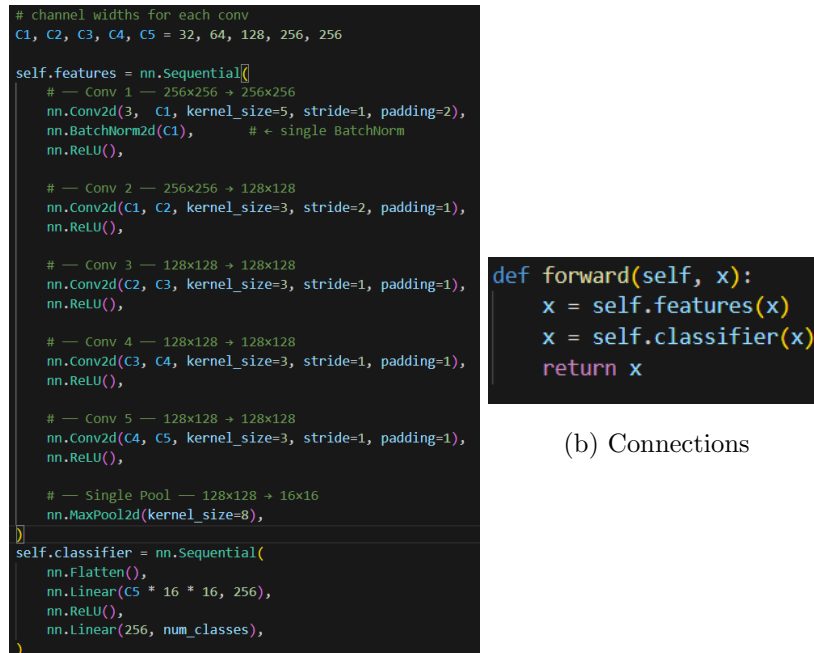 # channel widths for each conv
C1, C2, C3, C4, C5 = 32, 64, 128, 256, 256

self.features = nn.Sequential(
    # — Conv 1 — 256×256 → 256×256
    nn.Conv2d(3,  C1, kernel_size=5, stride=1, padding=2),
    nn.BatchNorm2d(C1),      # ← single BatchNorm
    nn.ReLU(),

    # — Conv 2 — 256×256 → 128×128
    nn.Conv2d(C1, C2, kernel_size=3, stride=2, padding=1),
    nn.ReLU(),

    # — Conv 3 — 128×128 → 128×128
    nn.Conv2d(C2, C3, kernel_size=3, stride=1, padding=1),
    nn.ReLU(),

    # — Conv 4 — 128×128 → 128×128
    nn.Conv2d(C3, C4, kernel_size=3, stride=1, padding=1),
    nn.ReLU(),

    # — Conv 5 — 128×128 → 128×128
    nn.Conv2d(C4, C5, kernel_size=3, stride=1, padding=1),
    nn.ReLU(),

    # — Single Pool — 128×128 → 16×16
    nn.MaxPool2d(kernel_size=8),
)
self.classifier = nn.Sequential(
    nn.Flatten(),
    nn.Linear(C5 * 16 * 16, 256),
    nn.ReLU(),
    nn.Linear(256, num_classes),
)
def forward(self, x):
    x = self.features(x)
    x = self.classifier(x)
    return x
(b) Connections